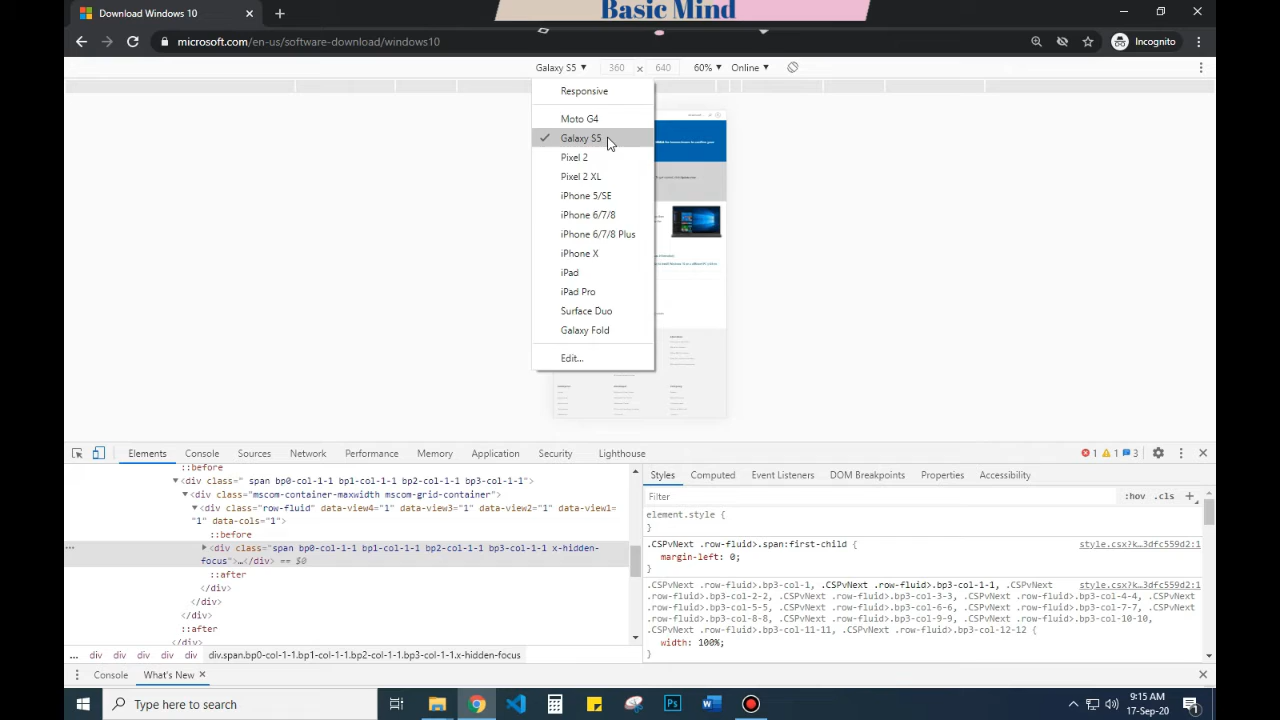 Download Windows 10
Basic Mind
microsoft.com/en-us/software-download/windows10
Incognito
Galaxy S5 360 x 640 60% Online
Responsive
Moto G4
Galaxy S5
Pixel 2
Pixel 2 XL
iPhone 5/SE
iPhone 6/7/8
iPhone 6/7/8 Plus
iPhone X
iPad
iPad Pro
Surface Duo
Galaxy Fold
Edit...
Elements Console Sources Network Performance Memory Application Security Lighthouse 1 1 3
::before
<div class=" span bp0-col-1-1 bp1-col-1-1 bp2-col-1-1 bp3-col-1-1">
<div class="mscom-container-maxwidth mscom-grid-container">
<div class="row-fluid" data-view4="1" data-view3="1" data-view2="1" data-view1=
"1" data-cols="1">
::before
<div class="span bp0-col-1-1 bp1-col-1-1 bp2-col-1-1 bp3-col-1-1 x-hidden-
focus">…</div> == $0
::after
</div>
</div>
</div>
::after
</div>
... div div div div div.span.bp0-col-1-1.bp1-col-1-1.bp2-col-1-1.bp3-col-1-1.x-hidden-focus
Styles Computed Event Listeners DOM Breakpoints Properties Accessibility
Filter :hov .cls +
element.style {
}
.CSPvNext .row-fluid>.span:first-child { style.csx?k…3dfc559d2:1
margin-left: 0;
}
.CSPvNext .row-fluid>.bp3-col-1, .CSPvNext .row-fluid>.bp3-col-1-1, .CSPvNext style.csx?k…3dfc559d2:1
.row-fluid>.bp3-col-2-2, .CSPvNext .row-fluid>.bp3-col-3-3, .CSPvNext .row-fluid>.bp3-col-4-4, .CSPvNext
.row-fluid>.bp3-col-5-5, .CSPvNext .row-fluid>.bp3-col-6-6, .CSPvNext .row-fluid>.bp3-col-7-7, .CSPvNext
.row-fluid>.bp3-col-8-8, .CSPvNext .row-fluid>.bp3-col-9-9, .CSPvNext .row-fluid>.bp3-col-10-10,
.CSPvNext .row-fluid>.bp3-col-11-11, .CSPvNext .row-fluid>.bp3-col-12-12 {
width: 100%;
}
Console What's New
Type here to search
9:15 AM
17-Sep-20